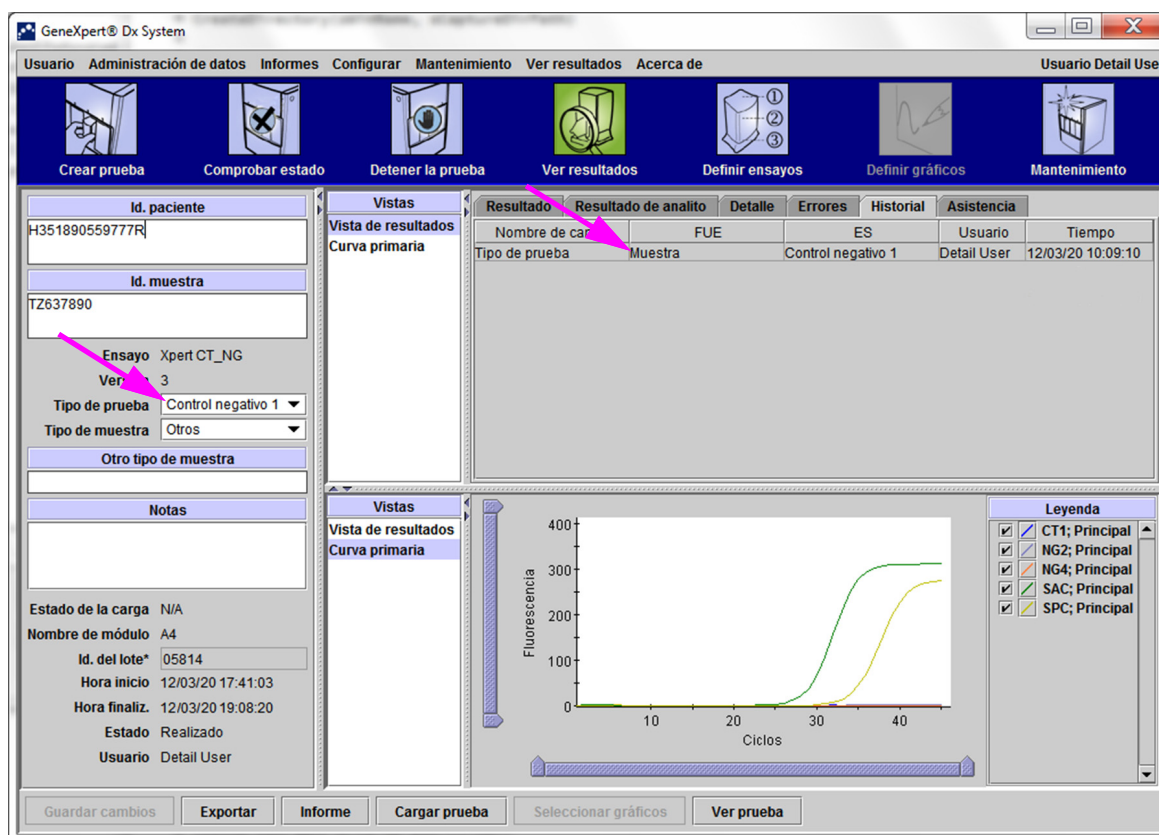 GeneXpert® Dx System
Usuario Administración de datos Informes Configurar Mantenimiento Ver resultados Acerca de Usuario Detail Use
Crear prueba Comprobar estado Detener la prueba Ver resultados Definir ensayos Definir gráficos Mantenimiento
Id. paciente
H351890559777R
Id. muestra
TZ637890
Ensayo Xpert CT_NG
3
Tipo de prueba Control negativo 1
Tipo de muestra Otros
Otro tipo de muestra
Notas
Estado de la carga N/A
Nombre de módulo A4
Id. del lote* 05814
Hora inicio 12/03/20 17:41:03
Hora finaliz. 12/03/20 19:08:20
Estado Realizado
Usuario Detail User
Vistas
Vista de resultados
Curva primaria
Resultado Resultado de analito Detalle Errores Historial Asistencia
Nombre de FUE ES Usuario Tiempo
Tipo de prueba Muestra Control negativo 1 Detail User 12/03/20 10:09:10
Vistas
Vista de resultados
Curva primaria
Fluorescencia
400
300
200
100
0
10 20 30 40
Ciclos
Leyenda
CT1; Principal
NG2; Principal
NG4; Principal
SAC; Principal
SPC; Principal
Guardar cambios Exportar Informe Cargar prueba Seleccionar gráficos Ver prueba